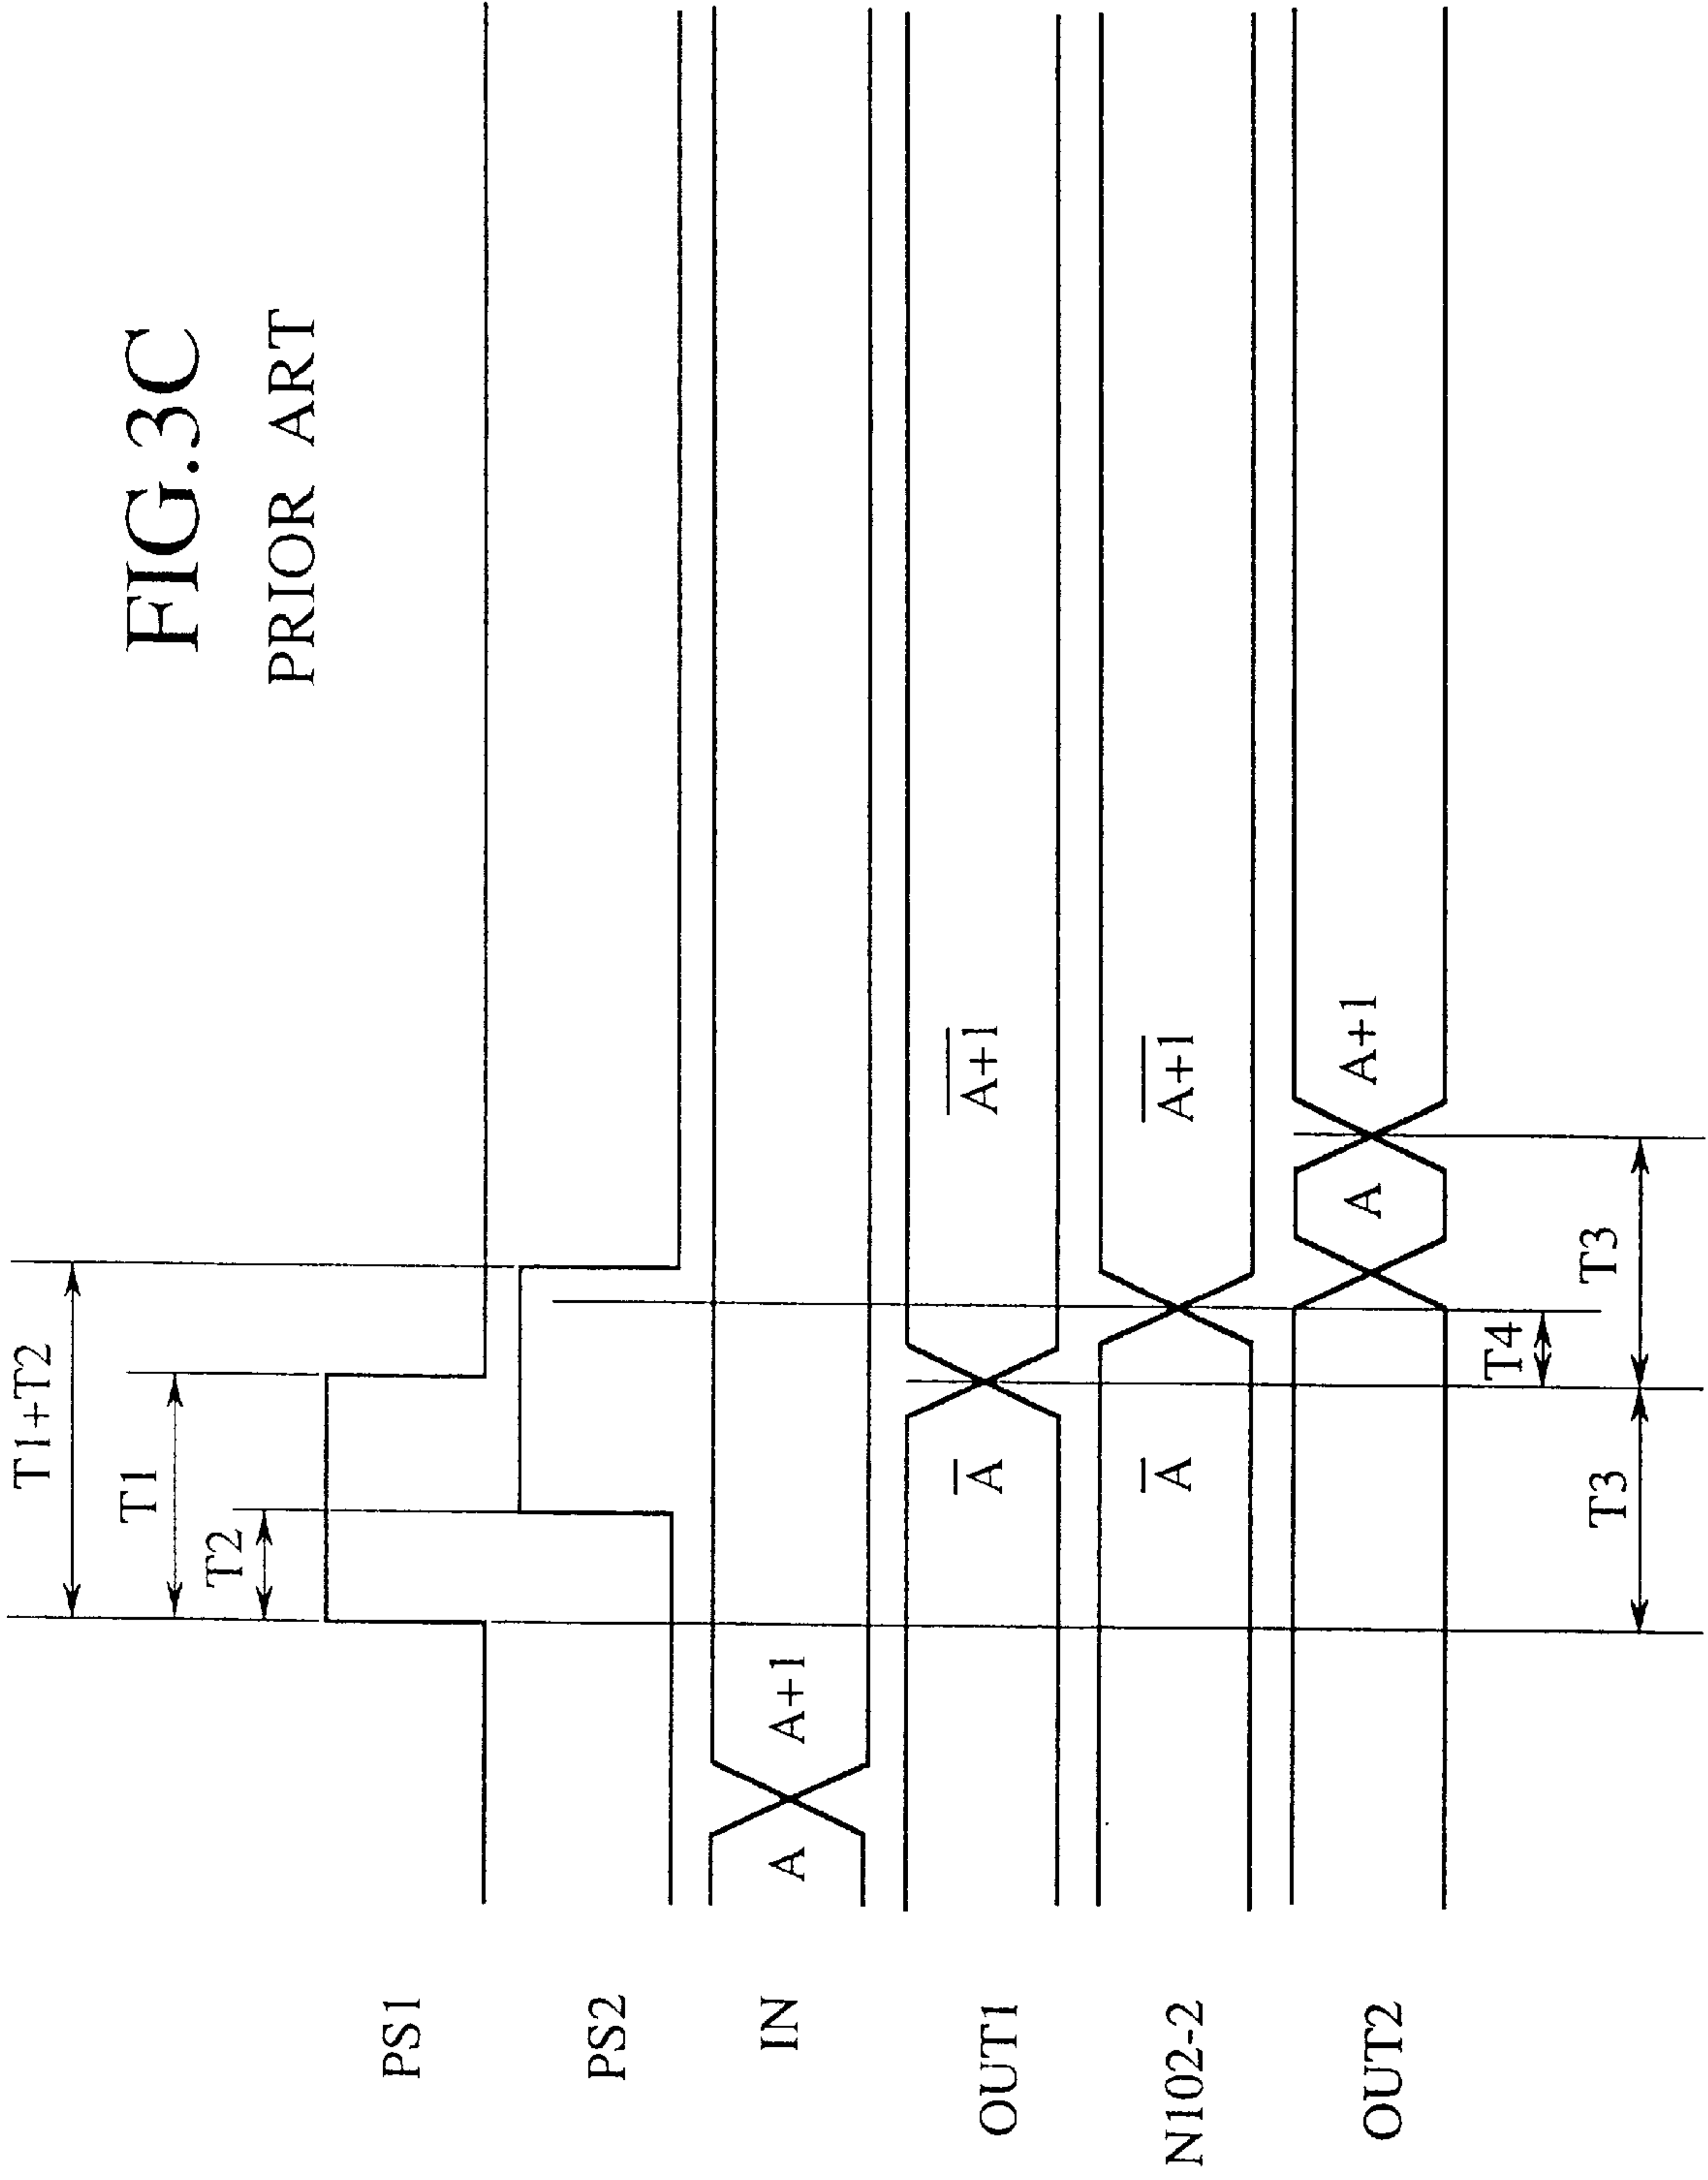 FIG.3C
PRIOR ART
T1+T2
T1
T2
PS1
PS2
IN
A
A+1
OUT1
A̅
A̅+̅1̅
N102-2
A̅
A̅+̅1̅
OUT2
A
A+1
T4
T3
T3